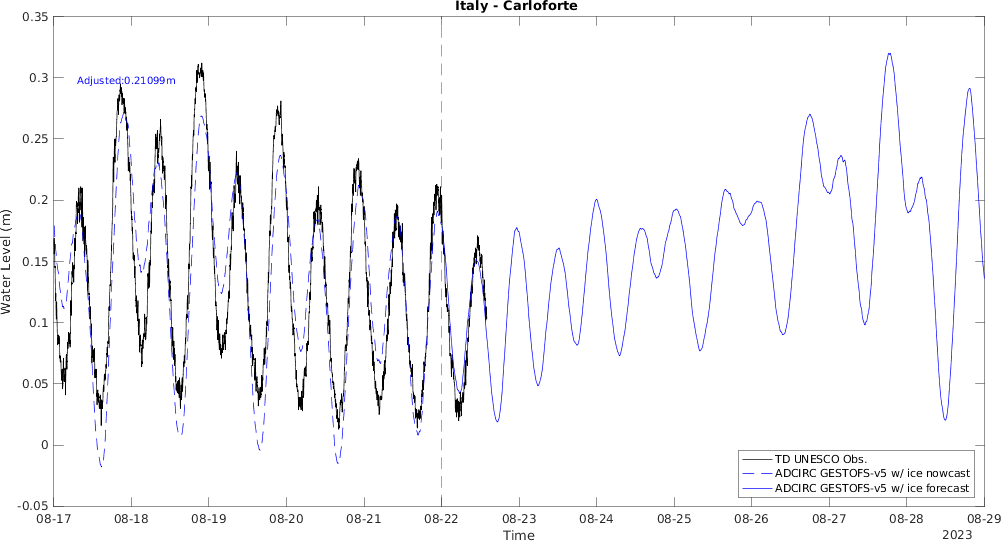 Italy - Carloforte
0.35
0.3
0.25
0.2
0.15
0.1
0.05
0
-0.05
Water Level (m)
Adjusted:0.21099m
TD UNESCO Obs.
ADCIRC GESTOFS-v5 w/ ice nowcast
ADCIRC GESTOFS-v5 w/ ice forecast
08-17 08-18 08-19 08-20 08-21 08-22 08-23 08-24 08-25 08-26 08-27 08-28 08-29
Time
2023